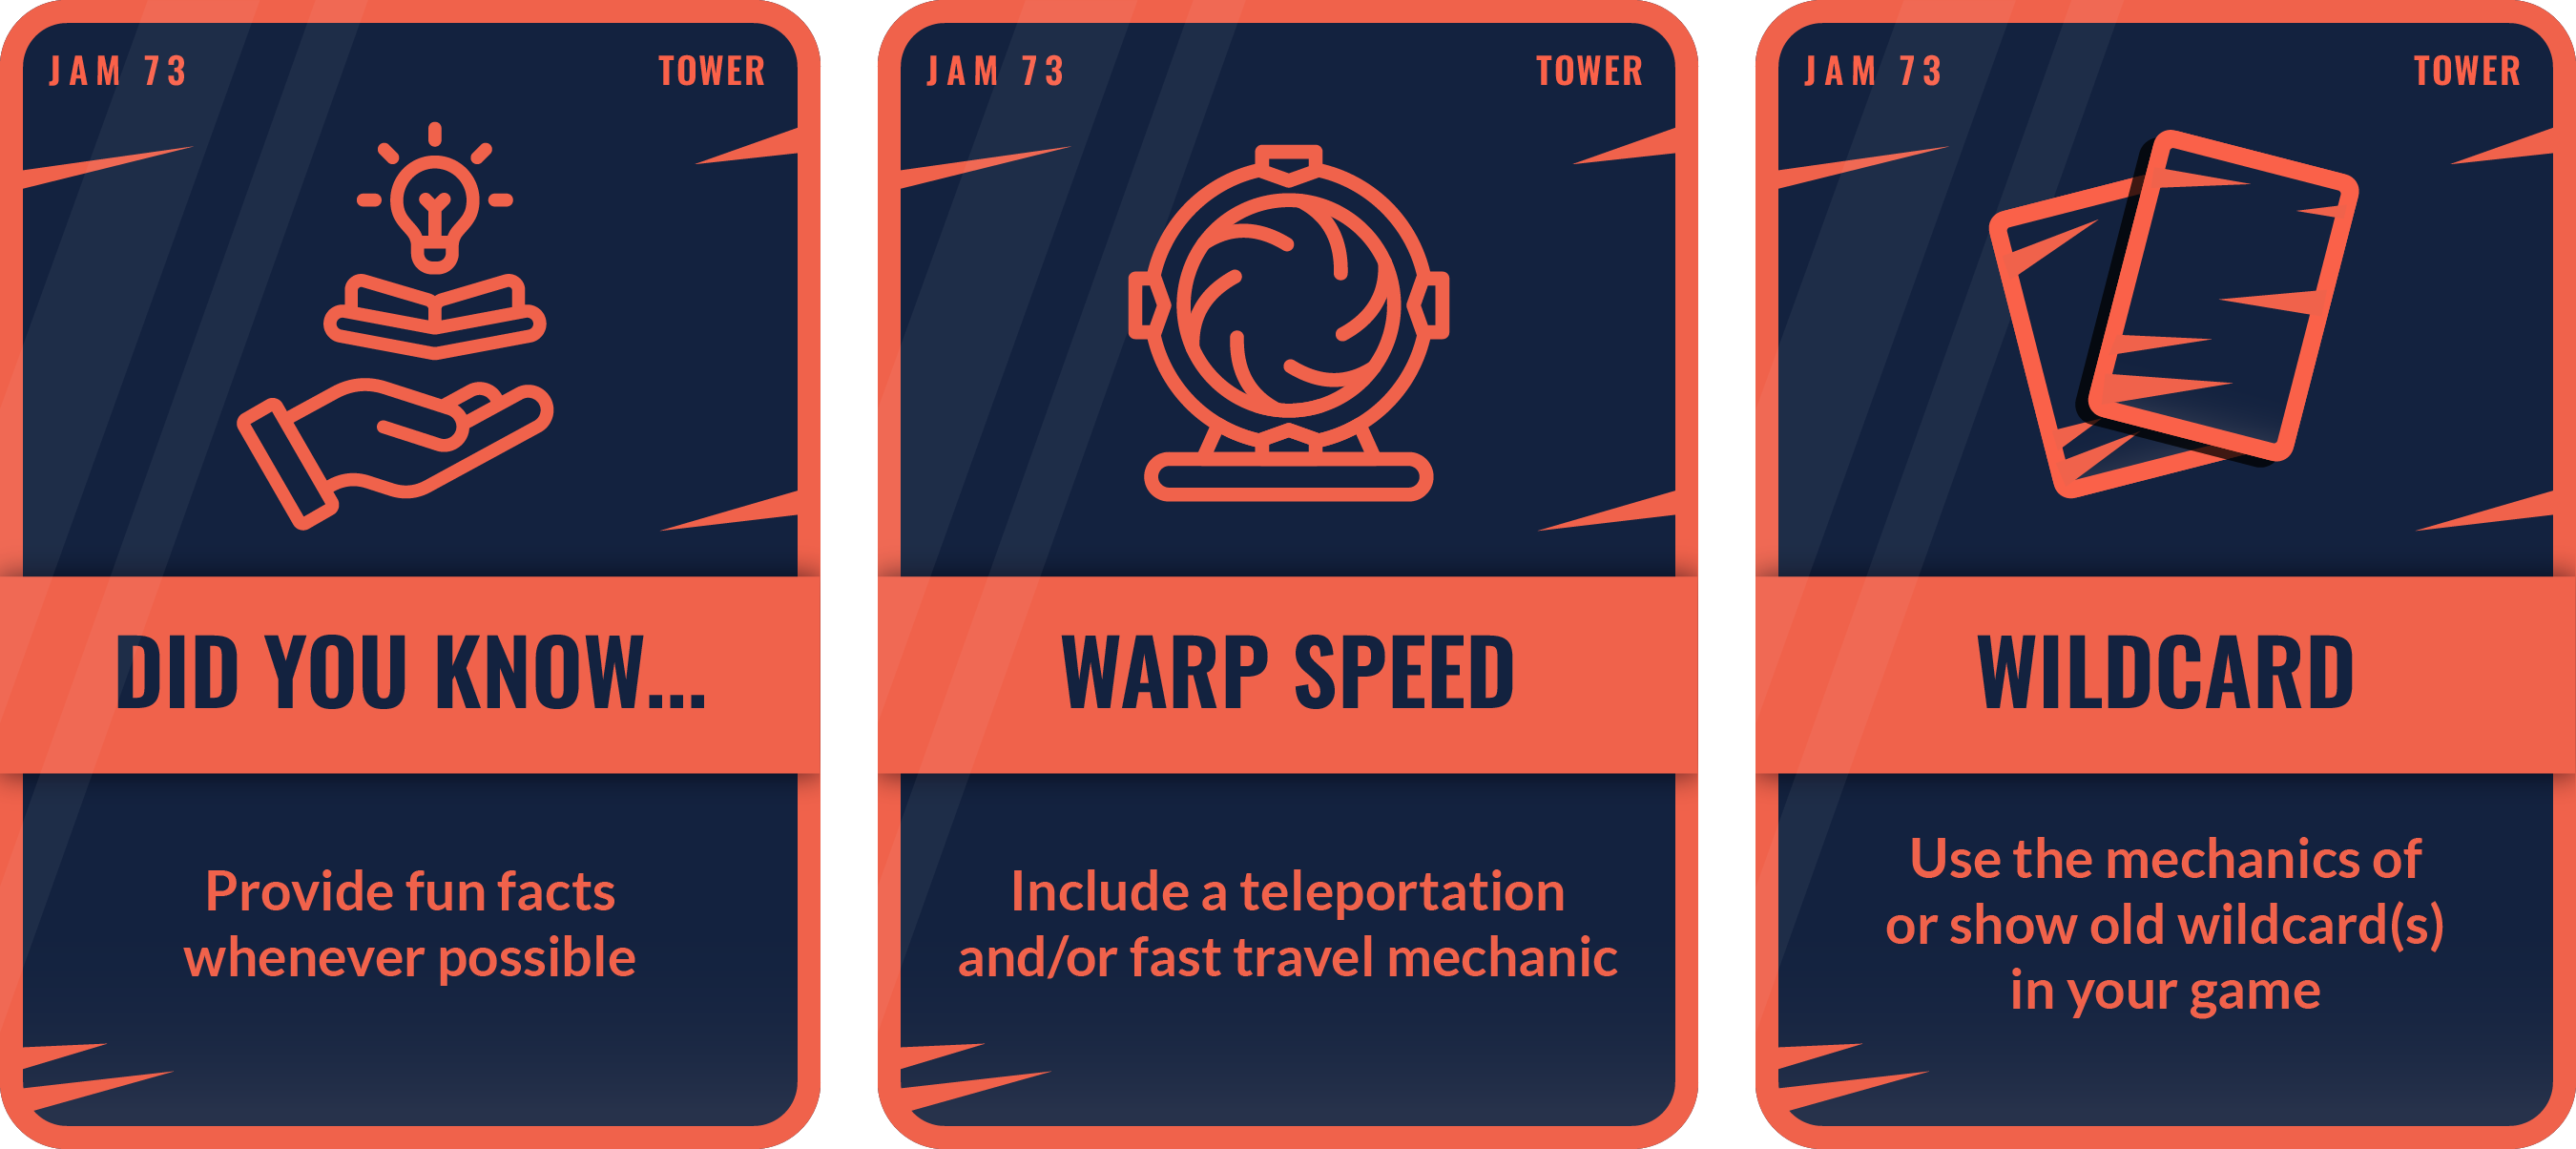 JAM 73
TOWER
DID YOU KNOW...
Provide fun facts
whenever possible
JAM 73
TOWER
WARP SPEED
Include a teleportation
and/or fast travel mechanic
JAM 73
TOWER
WILDCARD
Use the mechanics of
or show old wildcard(s)
in your game